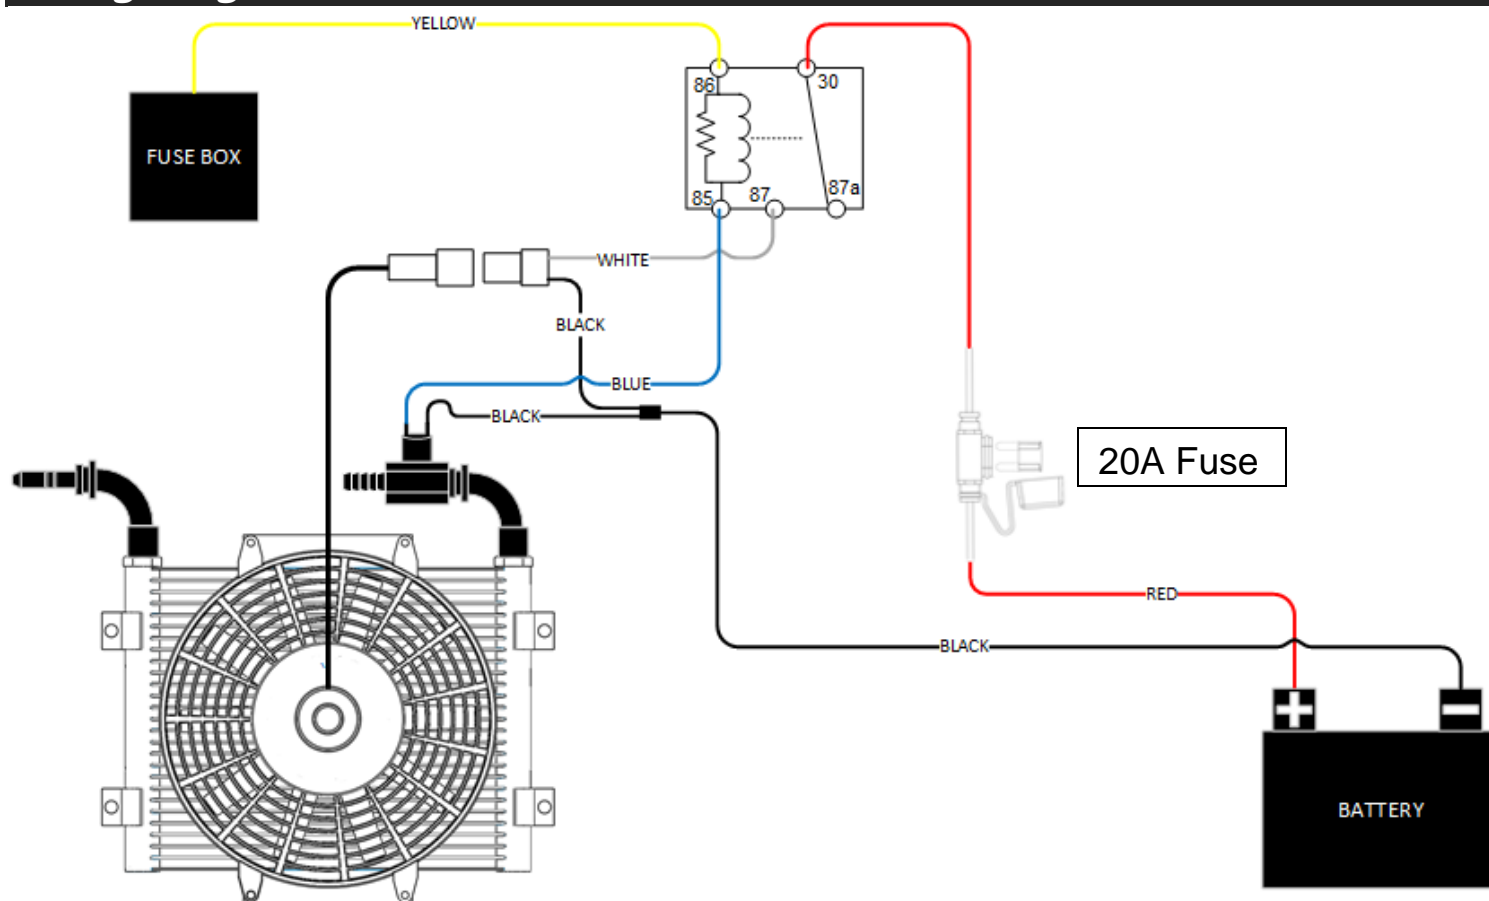 YELLOW
86
30
FUSE BOX
85
87
87a
WHITE
BLACK
BLUE
BLACK
20A Fuse
RED
BLACK
BATTERY